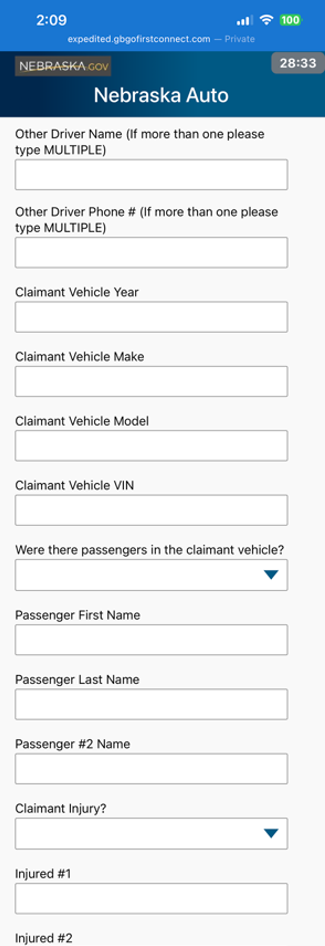 2:09
100
expedited.gbgofirstconnect.com — Private
NEBRASKA.GOV
28:33
Nebraska Auto
Other Driver Name (If more than one please
type MULTIPLE)
Other Driver Phone # (If more than one please
type MULTIPLE)
Claimant Vehicle Year
Claimant Vehicle Make
Claimant Vehicle Model
Claimant Vehicle VIN
Were there passengers in the claimant vehicle?
Passenger First Name
Passenger Last Name
Passenger #2 Name
Claimant Injury?
Injured #1
Injured #2